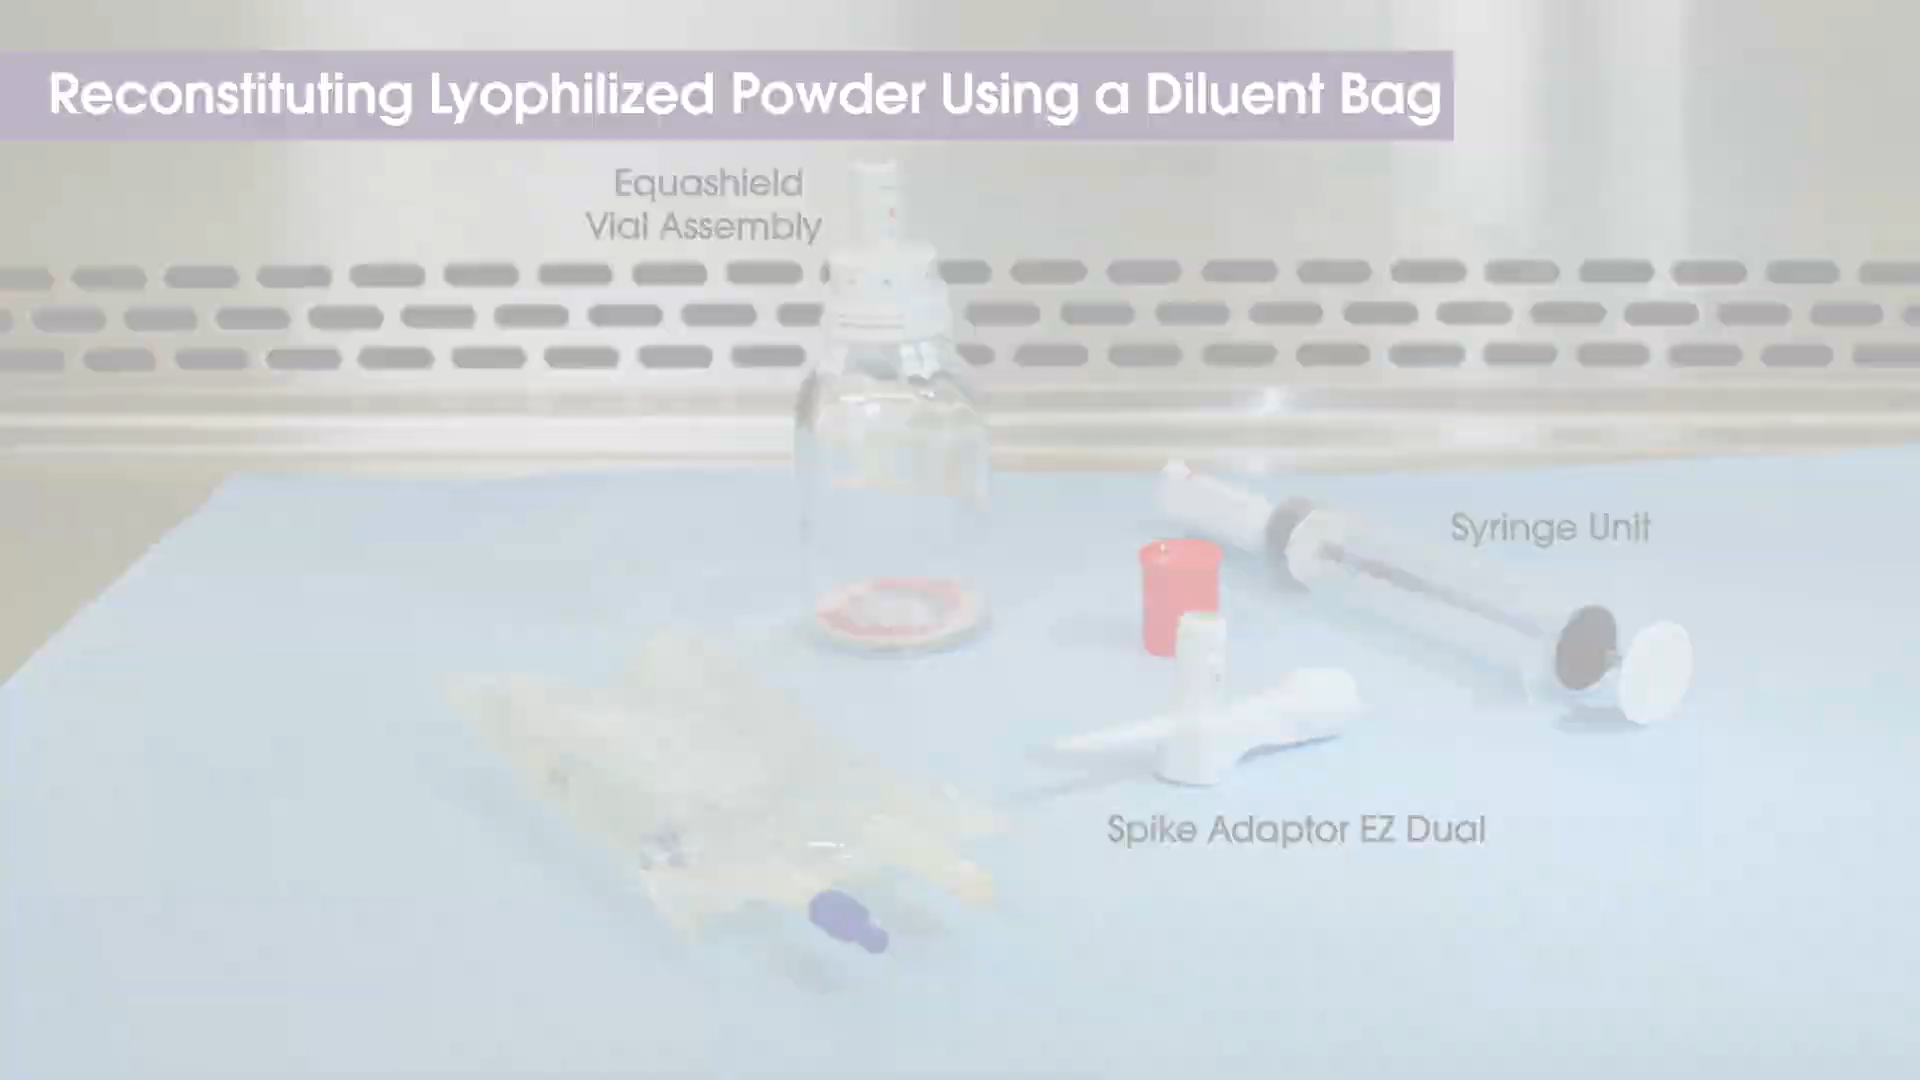 Reconstituting Lyophilized Powder Using a Diluent Bag
Equashield
Vial Assembly
Syringe Unit
Spike Adaptor EZ Dual